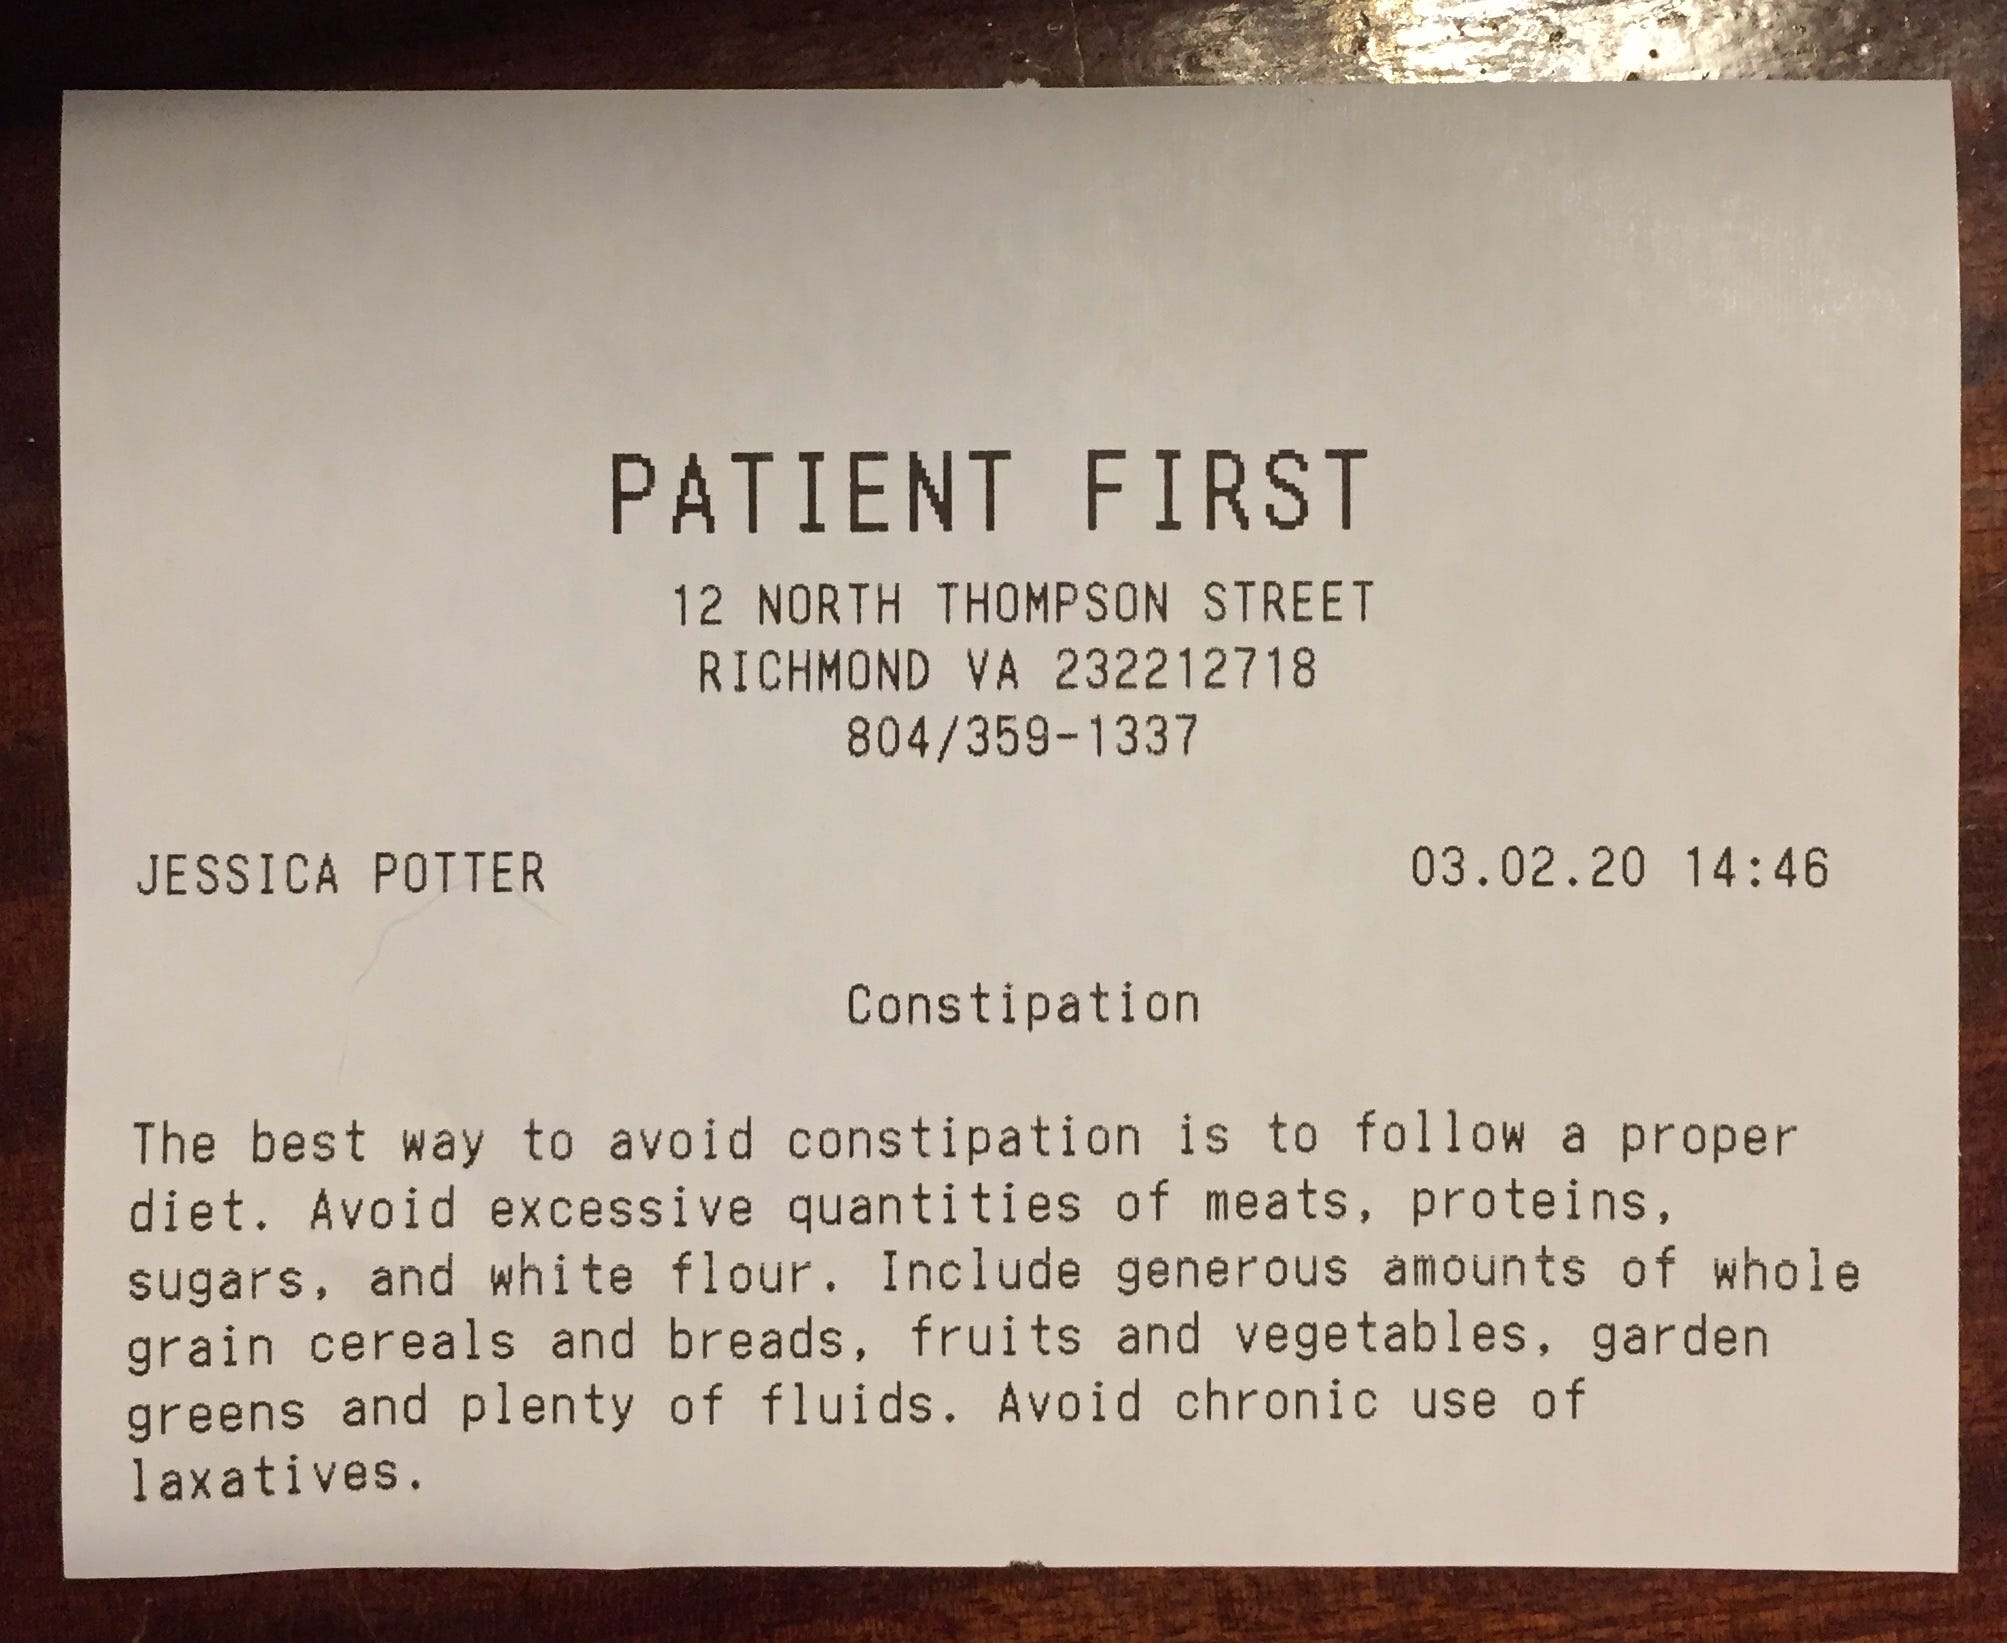 PATIENT FIRST
12 NORTH THOMPSON STREET
RICHMOND VA 232212718
804/359-1337
JESSICA POTTER 03.02.20 14:46
Constipation
The best way to avoid constipation is to follow a proper
diet. Avoid excessive quantities of meats, proteins,
sugars, and white flour. Include generous amounts of whole
grain cereals and breads, fruits and vegetables, garden
greens and plenty of fluids. Avoid chronic use of
laxatives.